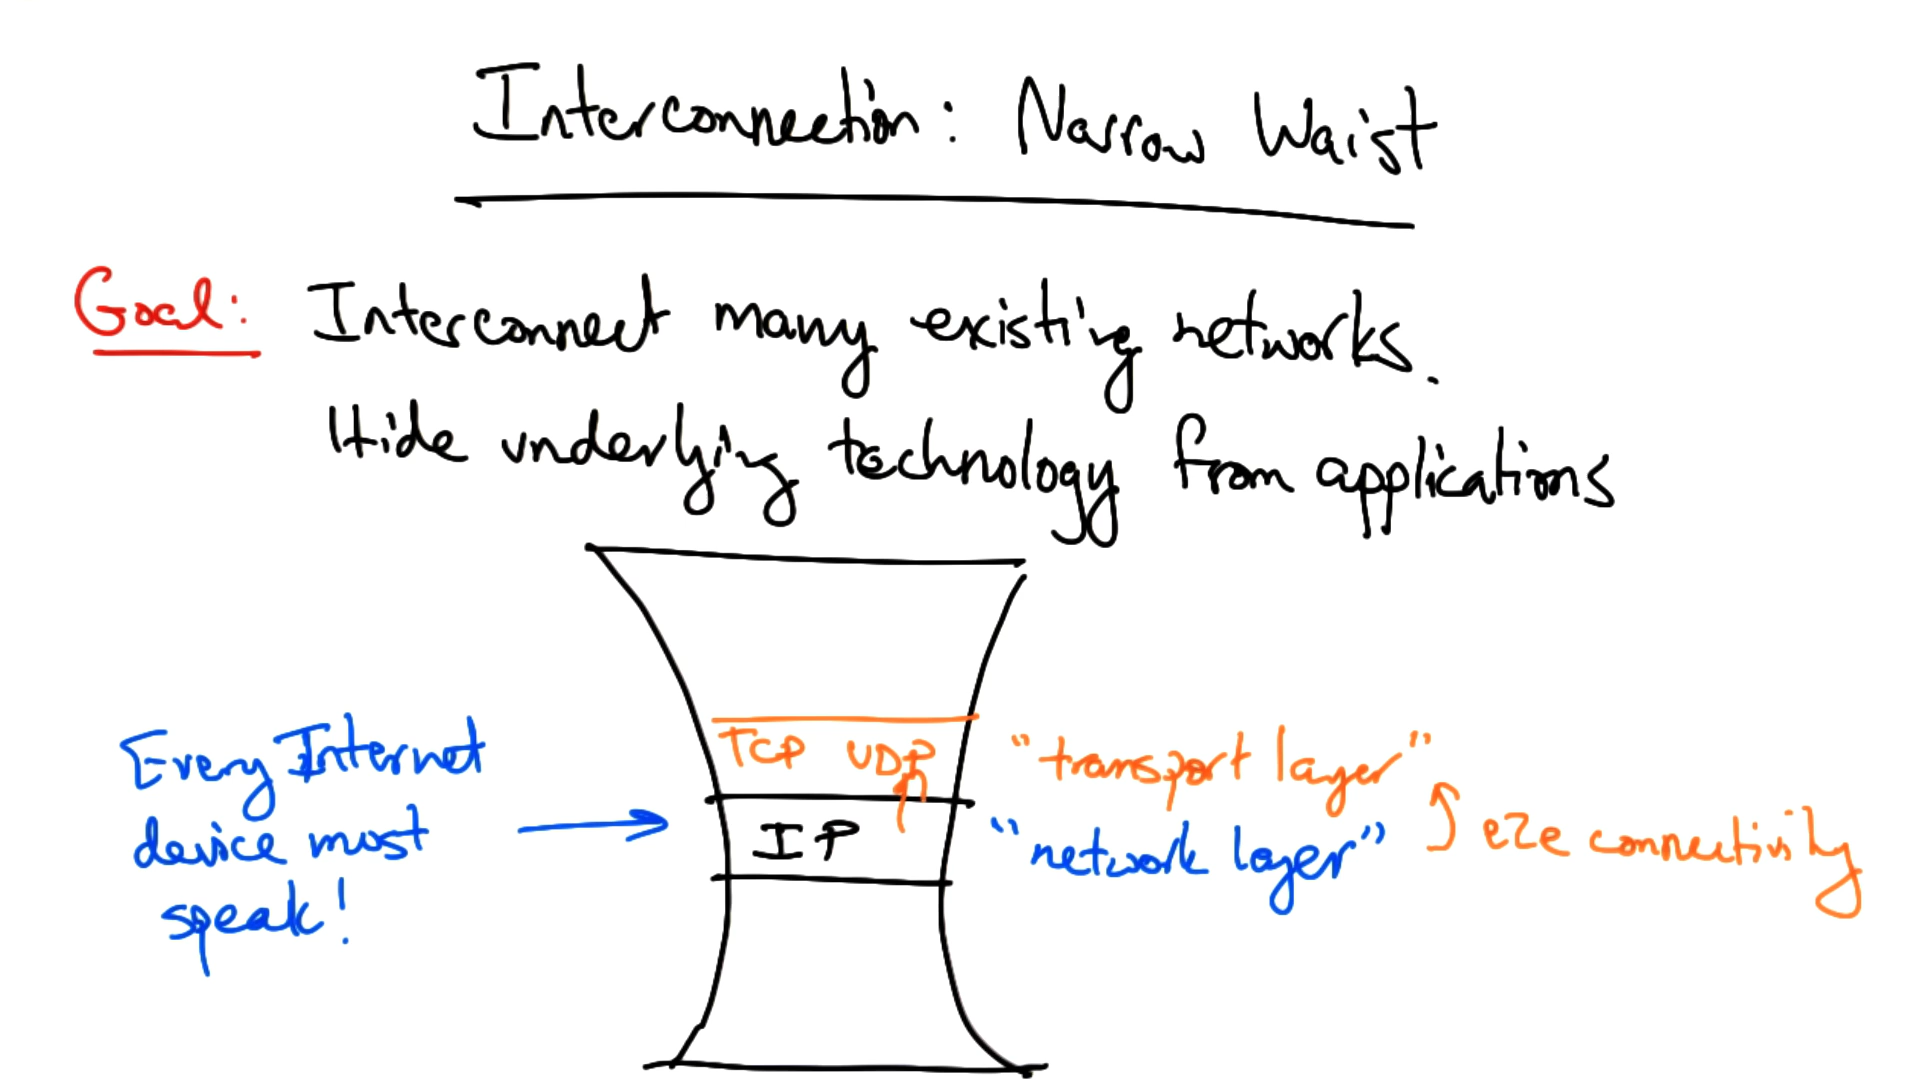 Interconnection: Narrow Waist
Goal: Interconnect many existing networks.
Hide underlying technology from applications
Every Internet
device must
speak!
TCP UDP
IP
"transport layer"
"network layer"
e2e connectivity